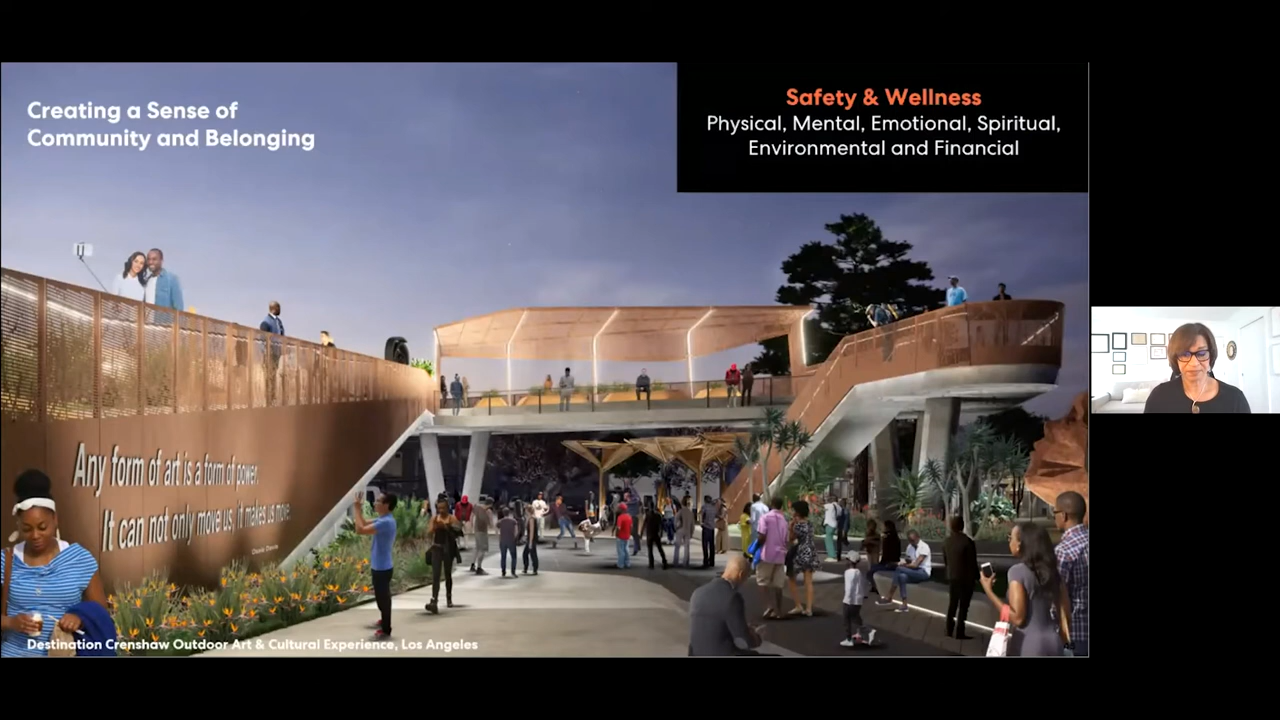 Creating a Sense of
Community and Belonging
Safety & Wellness
Physical, Mental, Emotional, Spiritual,
Environmental and Financial
Any form of art is a form of power.
It can not only move us, it makes us move.
Ossie Davis
Destination Crenshaw Outdoor Art & Cultural Experience, Los Angeles